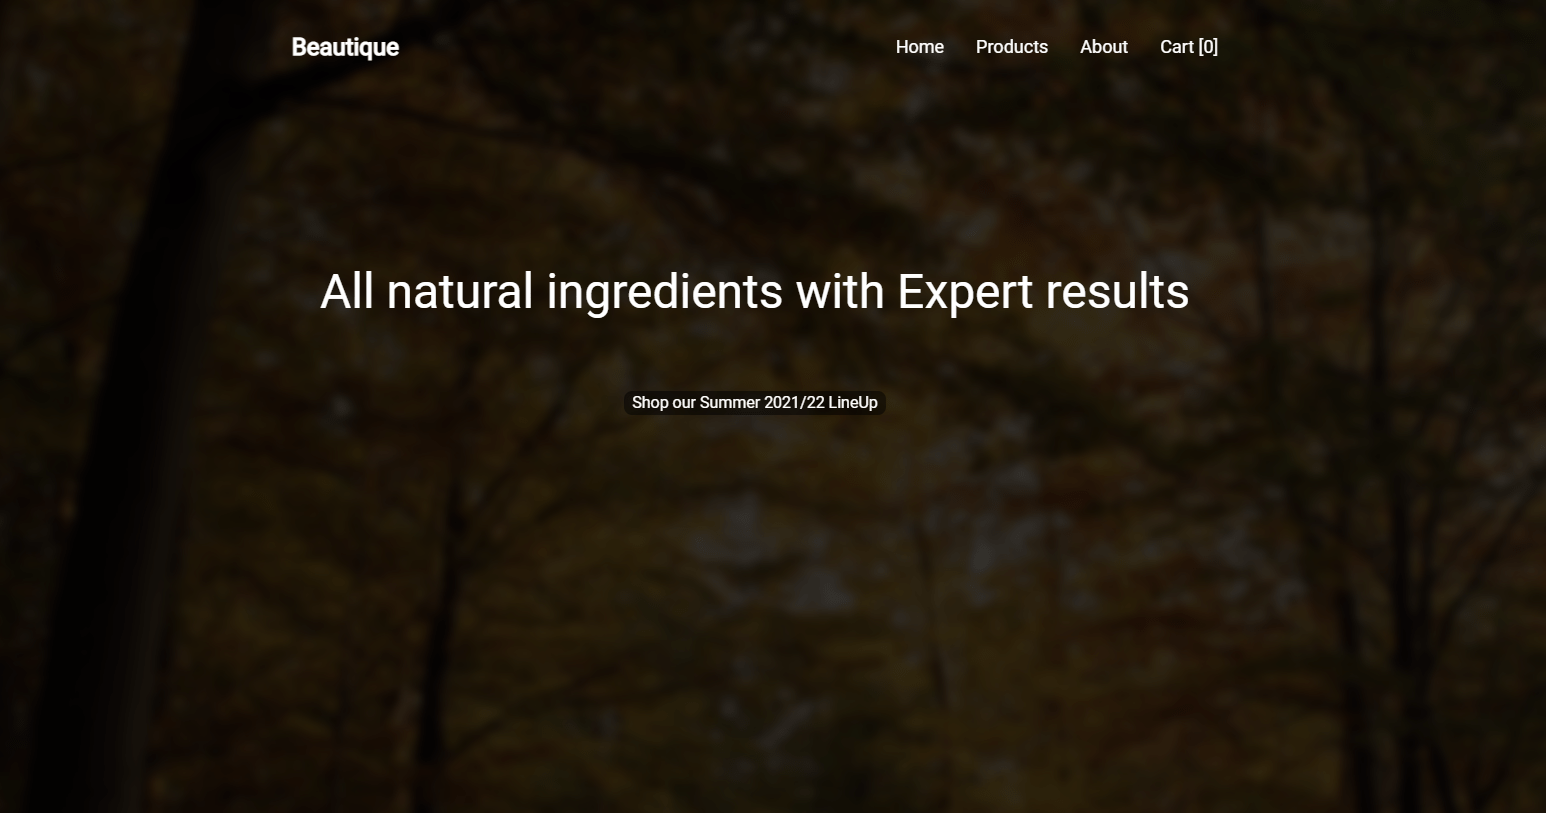 Beautique
Home Products About Cart [0]
All natural ingredients with Expert results
Shop our Summer 2021/22 LineUp